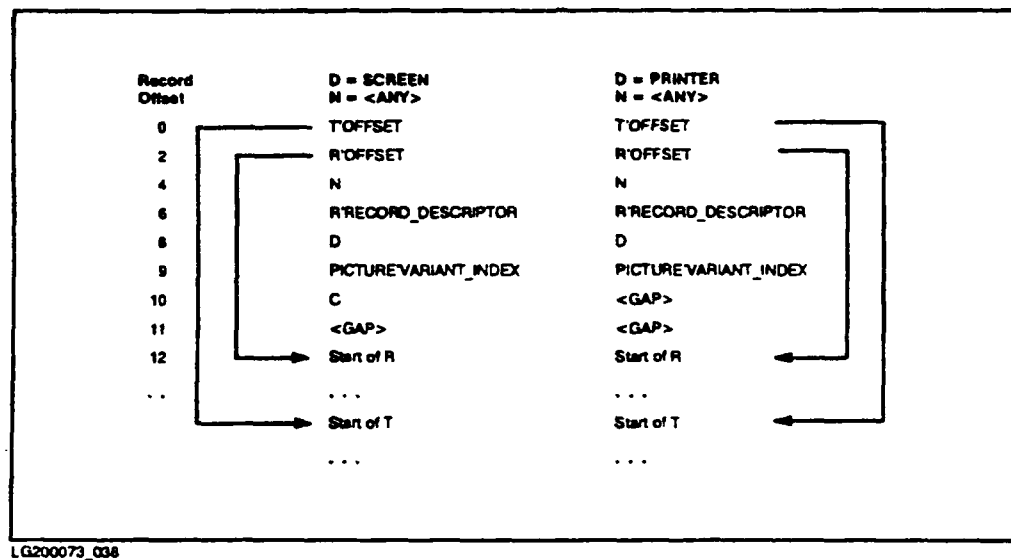 Record D = SCREEN D = PRINTER
Offset N = <ANY> N = <ANY>
0 T'OFFSET T'OFFSET
2 R'OFFSET R'OFFSET
4 N N
6 R'RECORD_DESCRIPTOR R'RECORD_DESCRIPTOR
8 D D
9 PICTURE'VARIANT_INDEX PICTURE'VARIANT_INDEX
10 C <GAP>
11 <GAP> <GAP>
12 Start of R Start of R
. . . . . . . .
Start of T Start of T
. . . . . .
LG200073_038